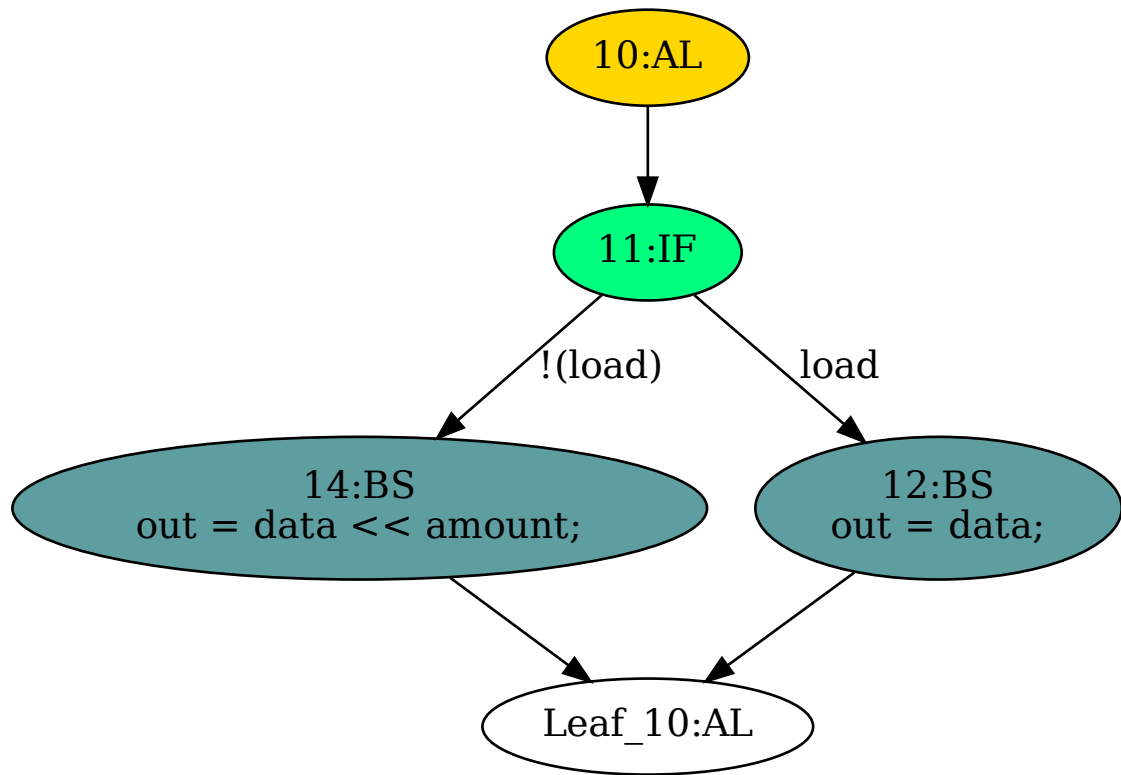 10:AL
11:IF
!(load)
load
14:BS
out = data << amount;
12:BS
out = data;
Leaf_10:AL